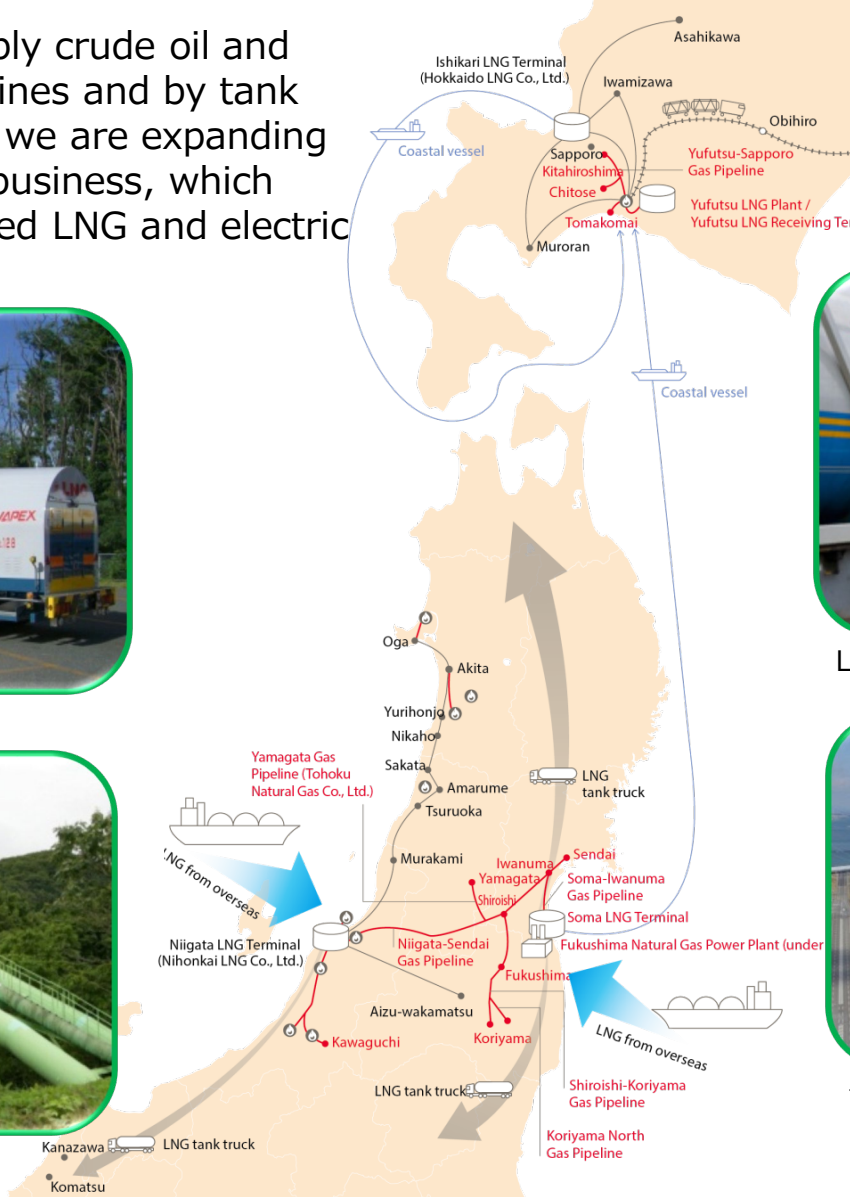 bly crude oil and
ines and by tank
we are expanding
business, which
ed LNG and electric
Asahikawa
Ishikari LNG Terminal
(Hokkaido LNG Co., Ltd.)
Iwamizawa
Obihiro
Coastal vessel
Sapporo
Kitahiroshima
Yufutsu-Sapporo
Gas Pipeline
Chitose
Yufutsu LNG Plant /
Yufutsu LNG Receiving Ter
Tomakomai
Muroran
Coastal vessel
LNG
APEX
128
L
Oga
Akita
Yurihonjo
Nikaho
Yamagata Gas
Pipeline (Tohoku
Natural Gas Co., Ltd.)
Sakata
Amarume
LNG
tank truck
Tsuruoka
Murakami
Sendai
Iwanuma
Yamagata
Soma-Iwanuma
Gas Pipeline
Shiroishi
LNG from overseas
Soma LNG Terminal
Niigata LNG Terminal
(Nihonkai LNG Co., Ltd.)
Niigata-Sendai
Gas Pipeline
Fukushima Natural Gas Power Plant (under
Fukushima
Aizu-wakamatsu
Koriyama
Kawaguchi
LNG from overseas
LNG tank truck
Shiroishi-Koriyama
Gas Pipeline
Koriyama North
Gas Pipeline
Kanazawa
LNG tank truck
Komatsu